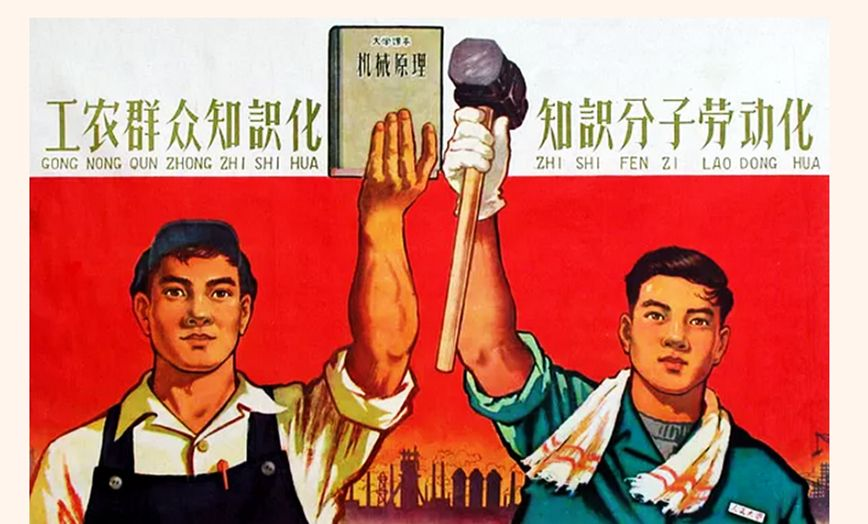 大学課本
机械原理
工农群众知識化
GONG NONG QUN ZHONG ZHI SHI HUA
知識分子劳动化
ZHI SHI FEN ZI LAO DONG HUA